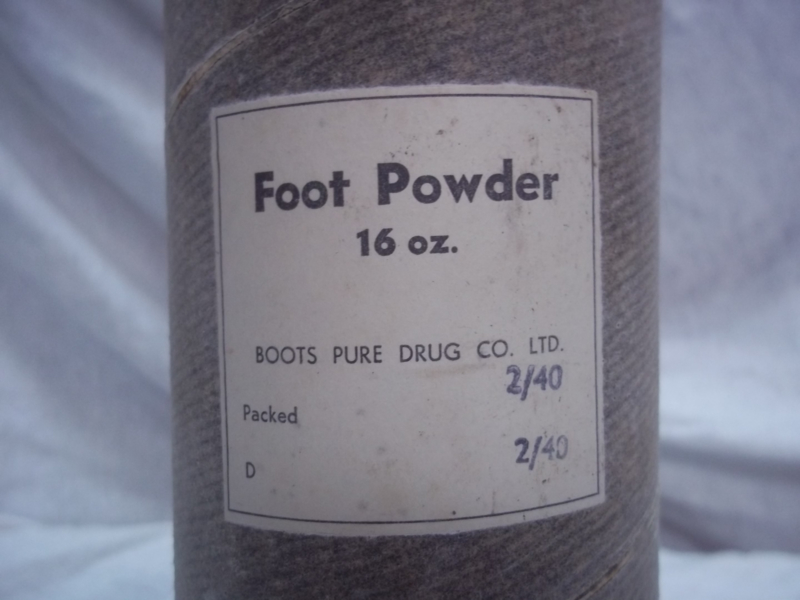 Foot Powder
16 oz.
BOOTS PURE DRUG CO. LTD.
2/40
Packed
2/40
D